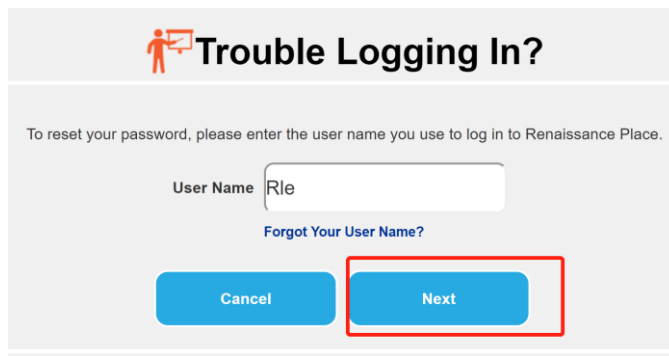 Trouble Logging In?
To reset your password, please enter the user name you use to log in to Renaissance Place.
User Name Rle
Forgot Your User Name?
Cancel Next